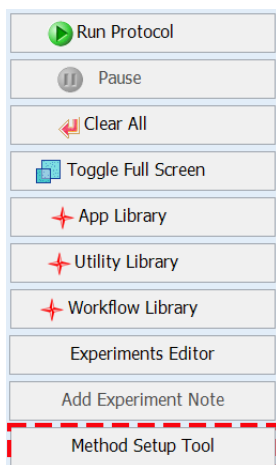 Run Protocol
Pause
Clear All
Toggle Full Screen
App Library
Utility Library
Workflow Library
Experiments Editor
Add Experiment Note
Method Setup Tool